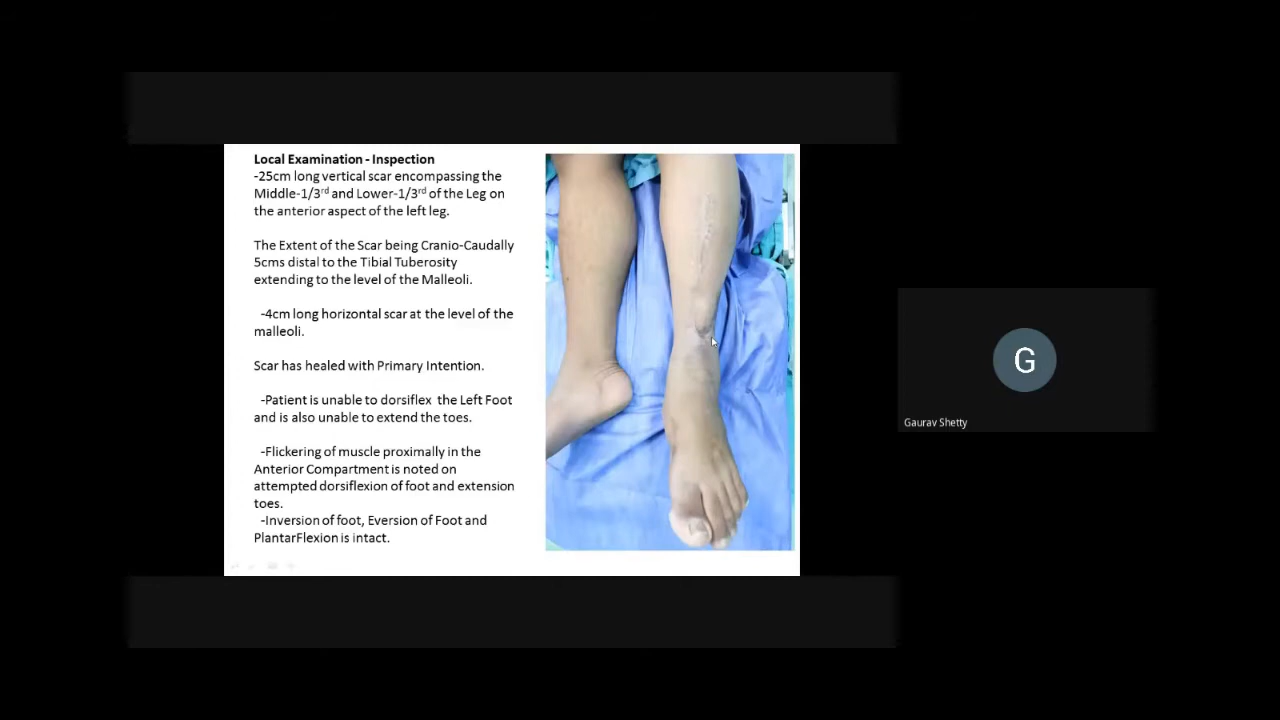 Local Examination - Inspection
-25cm long vertical scar encompassing the
Middle-1/3rd and Lower-1/3rd of the Leg on
the anterior aspect of the left leg.
The Extent of the Scar being Cranio-Caudally
5cms distal to the Tibial Tuberosity
extending to the level of the Malleoli.
-4cm long horizontal scar at the level of the
malleoli.
Scar has healed with Primary Intention.
-Patient is unable to dorsiflex the Left Foot
and is also unable to extend the toes.
-Flickering of muscle proximally in the
Anterior Compartment is noted on
attempted dorsiflexion of foot and extension
toes.
-Inversion of foot, Eversion of Foot and
PlantarFlexion is intact.
G
Gaurav Shetty